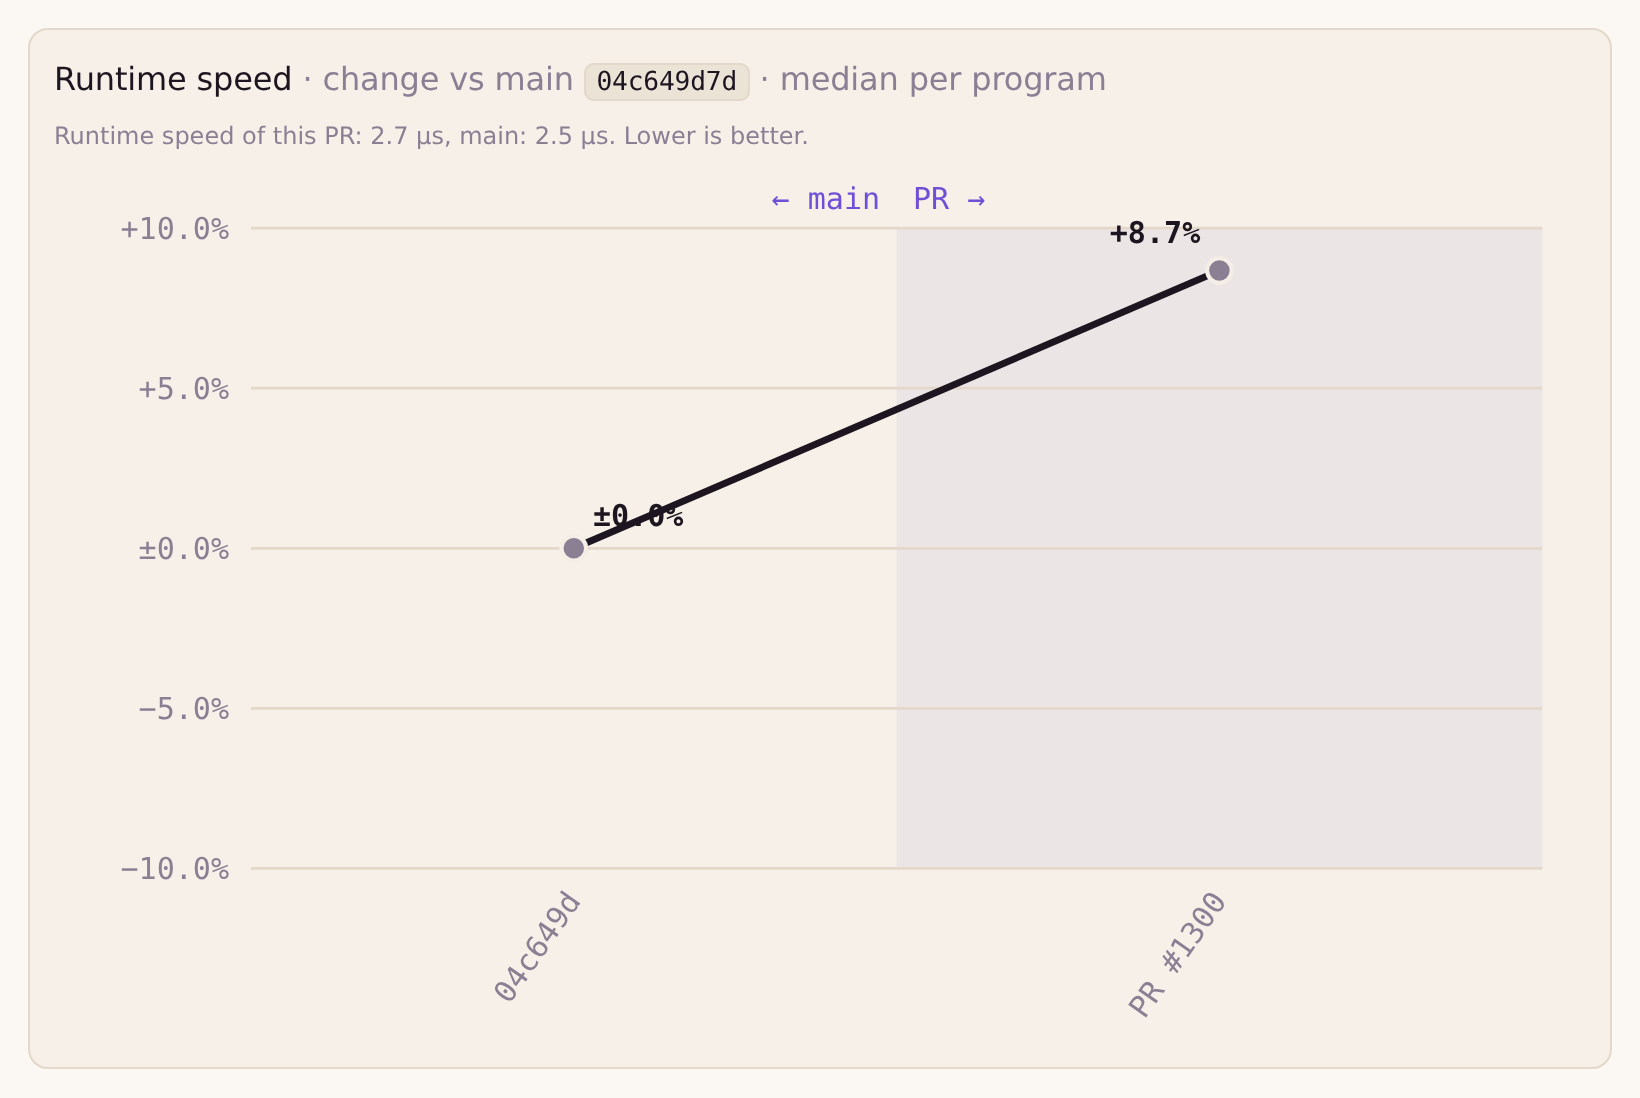 Runtime speed · change vs main 04c649d7d · median per program
Runtime speed of this PR: 2.7 µs, main: 2.5 µs. Lower is better.
← main PR →
+10.0%
+8.7%
+5.0%
±0.0%
±0.0%
−5.0%
−10.0%
04c649d
PR #1300